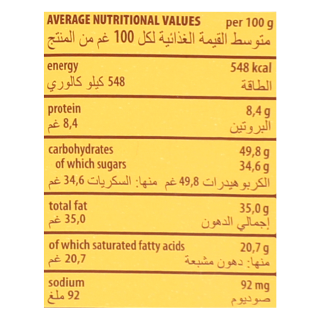 AVERAGE NUTRITIONAL VALUES per 100 g
متوسط القيمة الغذائية لكل 100 غم من المنتج
energy 548 kcal
الطاقة 548 كيلو كالوري
protein 8,4 g
البروتين 8,4 غم
carbohydrates 49,8 g
of which sugars 34,6 g
الكربوهيدرات 49,8 غم منها: السكريات 34,6 غم
total fat 35,0 g
إجمالي الدهون 35,0 غم
of which saturated fatty acids 20,7 g
منها: دهون مشبعة 20,7 غم
sodium 92 mg
صوديوم 92 ملغ